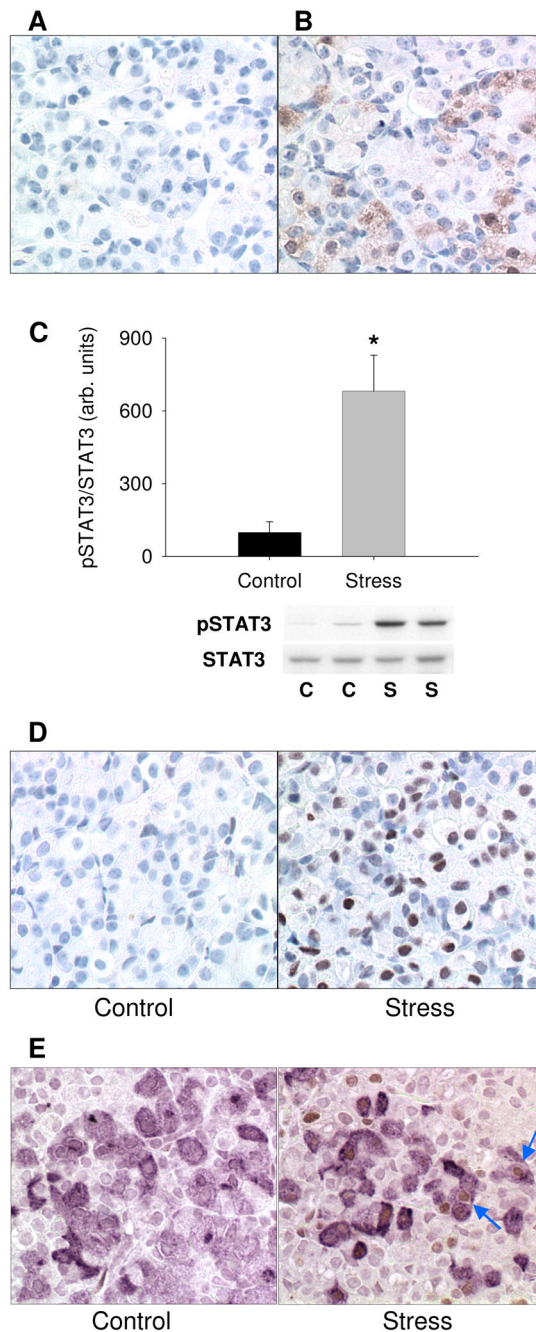 A B
C
pSTAT3/STAT3 (arb. units)
900
600
300
0
*
Control Stress
pSTAT3
STAT3
C C S S
D
Control Stress
E
Control Stress